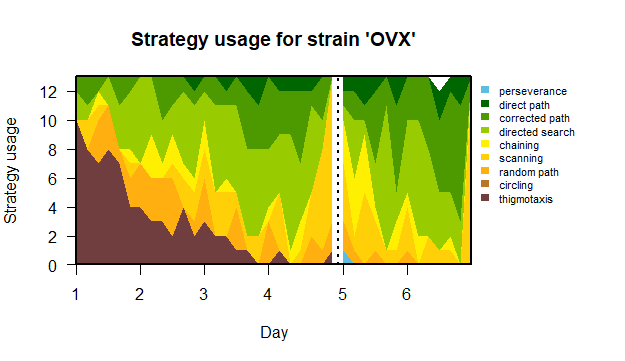 Strategy usage for strain 'OVX'
Strategy usage
12
10
8
6
4
2
0
1
2
3
4
5
6
Day
perseverance
direct path
corrected path
directed search
chaining
scanning
random path
circling
thigmotaxis